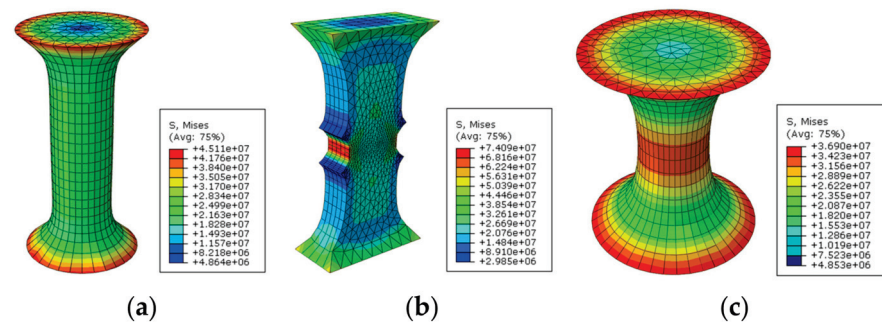 S, Mises
(Avg: 75%)
+4.511e+07
+4.176e+07
+3.840e+07
+3.505e+07
+3.170e+07
+2.834e+07
+2.499e+07
+2.163e+07
+1.828e+07
+1.493e+07
+1.157e+07
+8.218e+06
+4.864e+06
S, Mises
(Avg: 75%)
+7.409e+07
+6.816e+07
+6.224e+07
+5.631e+07
+5.039e+07
+4.446e+07
+3.854e+07
+3.261e+07
+2.669e+07
+2.076e+07
+1.484e+07
+8.910e+06
+2.985e+06
S, Mises
(Avg: 75%)
+3.690e+07
+3.423e+07
+3.156e+07
+2.889e+07
+2.622e+07
+2.355e+07
+2.087e+07
+1.820e+07
+1.553e+07
+1.286e+07
+1.019e+07
+7.523e+06
+4.853e+06
(a)
(b)
(c)